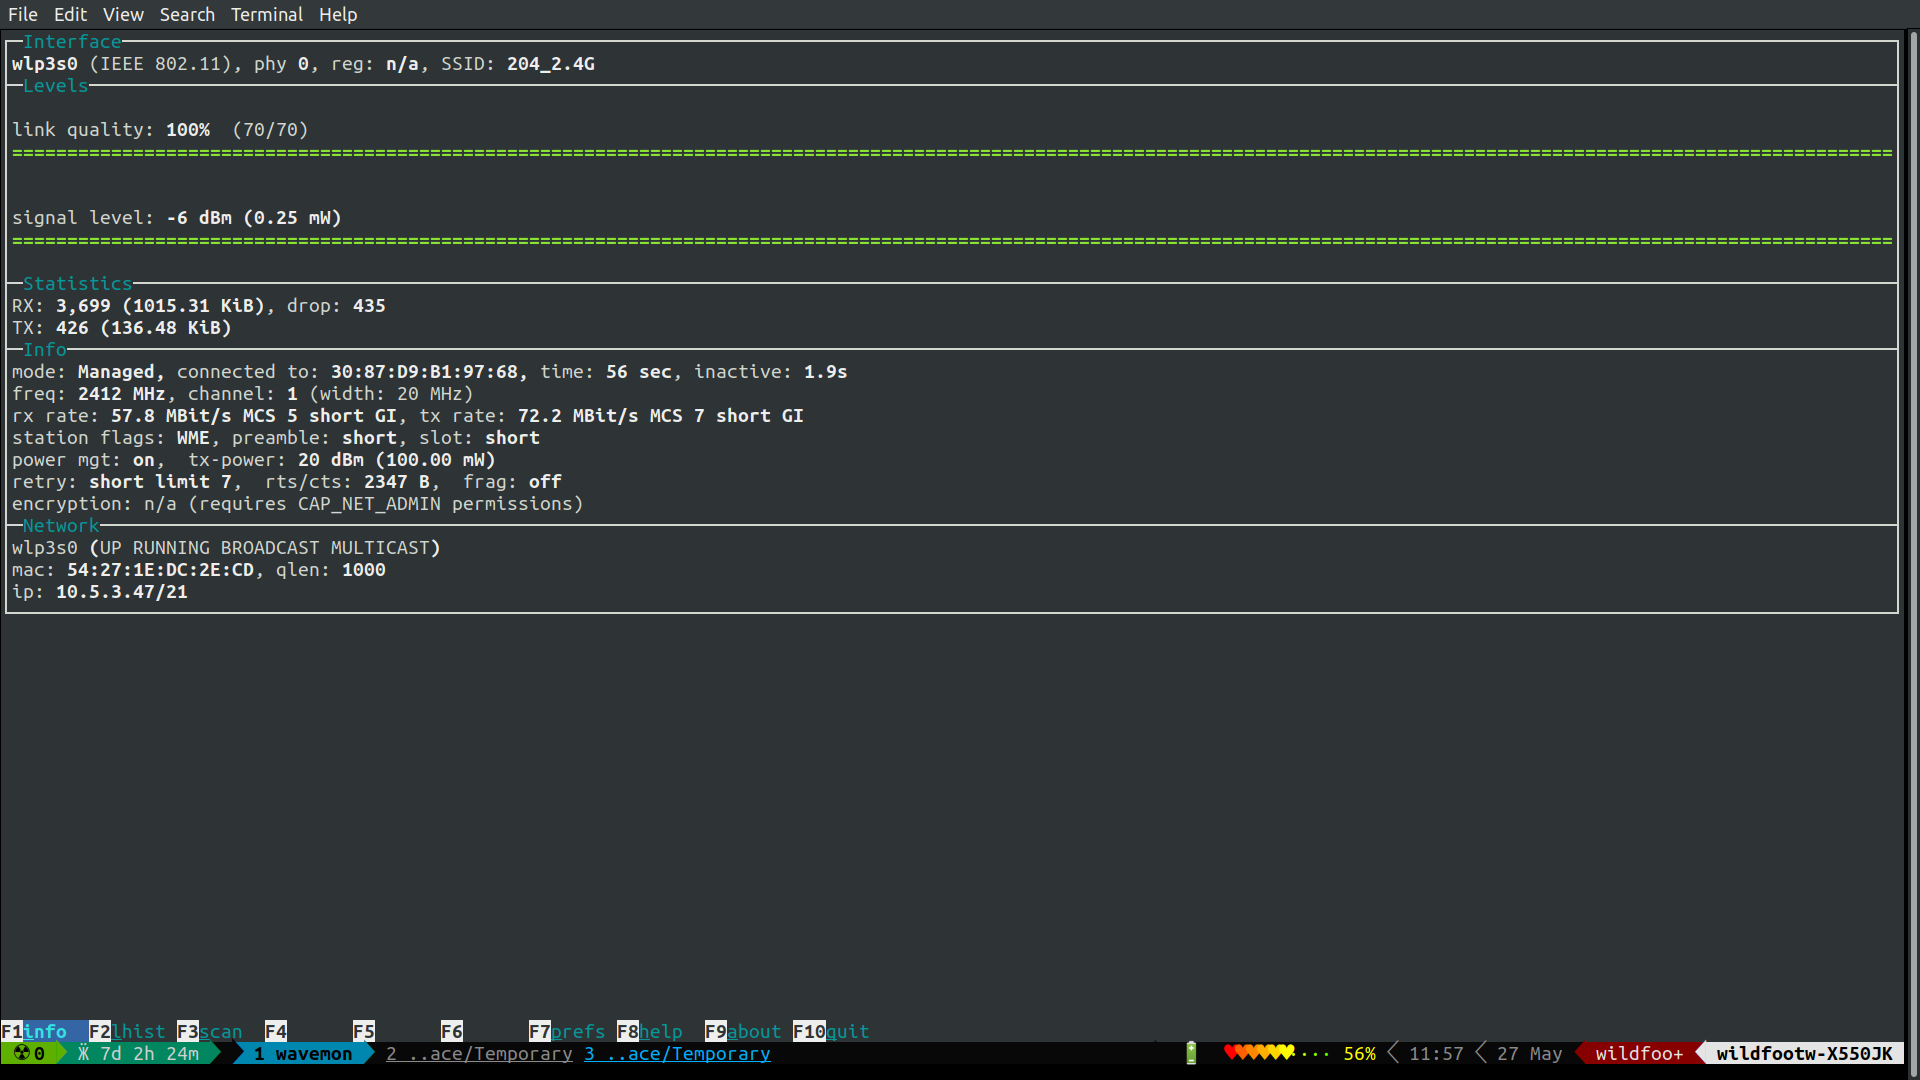 File Edit View Search Terminal Help
Interface
wlp3s0 (IEEE 802.11), phy 0, reg: n/a, SSID: 204_2.4G
Levels
link quality: 100%  (70/70)
signal level: -6 dBm (0.25 mW)
Statistics
RX: 3,699 (1015.31 KiB), drop: 435
TX: 426 (136.48 KiB)
Info
mode: Managed, connected to: 30:87:D9:B1:97:68, time: 56 sec, inactive: 1.9s
freq: 2412 MHz, channel: 1 (width: 20 MHz)
rx rate: 57.8 MBit/s MCS 5 short GI, tx rate: 72.2 MBit/s MCS 7 short GI
station flags: WME, preamble: short, slot: short
power mgt: on,  tx-power: 20 dBm (100.00 mW)
retry: short limit 7,  rts/cts: 2347 B,  frag: off
encryption: n/a (requires CAP_NET_ADMIN permissions)
Network
wlp3s0 (UP RUNNING BROADCAST MULTICAST)
mac: 54:27:1E:DC:2E:CD, qlen: 1000
ip: 10.5.3.47/21
F1info  F2lhist F3scan  F4      F5      F6      F7prefs F8help  F9about F10quit
☢0 Ӝ 7d 2h 24m 1 wavemon 2 ..ace/Temporary 3 ..ace/Temporary ♥♥♥♥♥♥···· 56% 11:57 27 May wildfoo+ wildfootw-X550JK